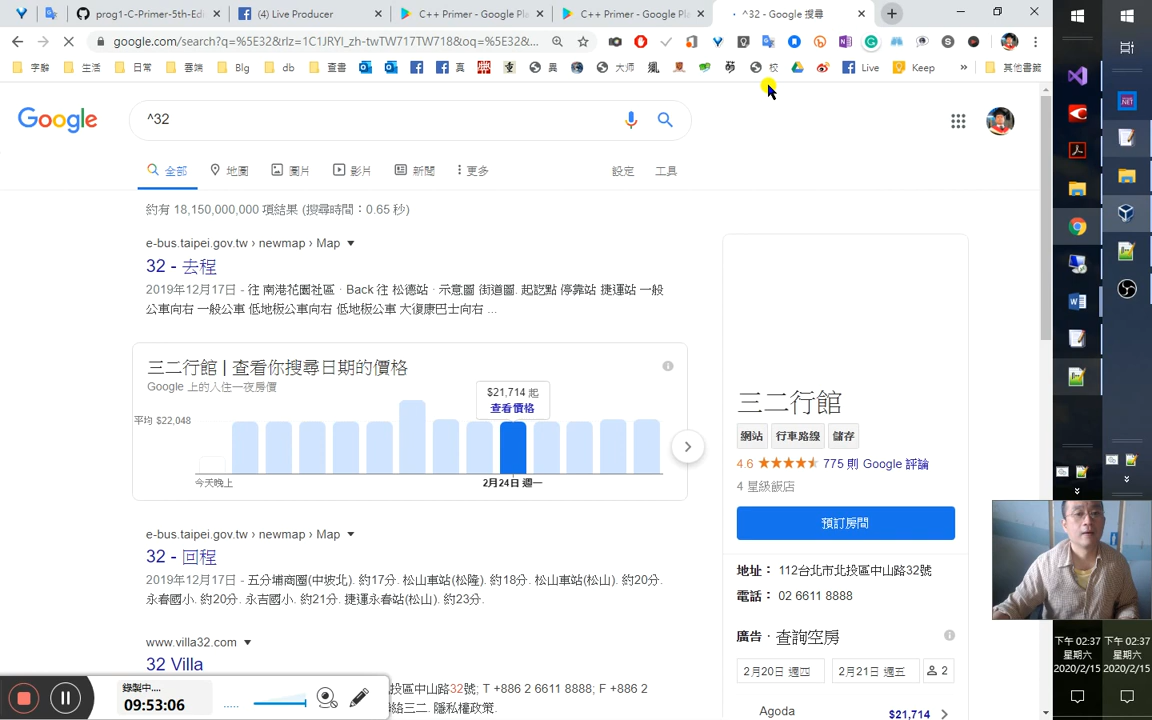 prog1-C-Primer-5th-Edi
(4) Live Producer
C++ Primer - Google Pla
C++ Primer - Google Pla
^32 - Google 搜尋
google.com/search?q=%5E32&rlz=1C1JRYI_zh-twTW717TW718&oq=%5E32&...
字辭
生活
日常
雲端
Blg
db
查書
真
異
大师
校
Live
Keep
»
其他書籤
Google
^32
全部
地圖
圖片
影片
新聞
更多
設定
工具
約有 18,150,000,000 項結果 (搜尋時間：0.65 秒)
e-bus.taipei.gov.tw › newmap › Map
32 - 去程
2019年12月17日 - 往 南港花園社區 · Back 往 松德站 · 示意圖 街道圖. 起訖點 停靠站 捷運站 一般
公車向右 一般公車 低地板公車向右 低地板公車 大復康巴士向右 ...
三二行館 | 查看你搜尋日期的價格
Google 上的入住一夜房價
$21,714 起
查看價格
平均 $22,048
今天晚上
2月24日 週一
三二行館
網站
行車路線
儲存
4.6
775 則 Google 評論
4 星級飯店
預訂房間
地址： 112台北市北投區中山路32號
電話： 02 6611 8888
廣告 · 查詢空房
2月20日 週四
2月21日 週五
2
Agoda
$21,714
e-bus.taipei.gov.tw › newmap › Map
32 - 回程
2019年12月17日 - 五分埔商圈(中坡北). 約17分. 松山車站(松隆). 約18分. 松山車站(松山). 約20分.
永春國小. 約20分. 永吉國小. 約21分. 捷運永春站(松山). 約23分.
www.villa32.com
32 Villa
投區中山路32號; T +886 2 6611 8888; F +886 2
聯絡三二. 隱私權政策.
錄製中....
09:53:06
下午 02:37
星期六
2020/2/15
下午 02:37
星期六
2020/2/15